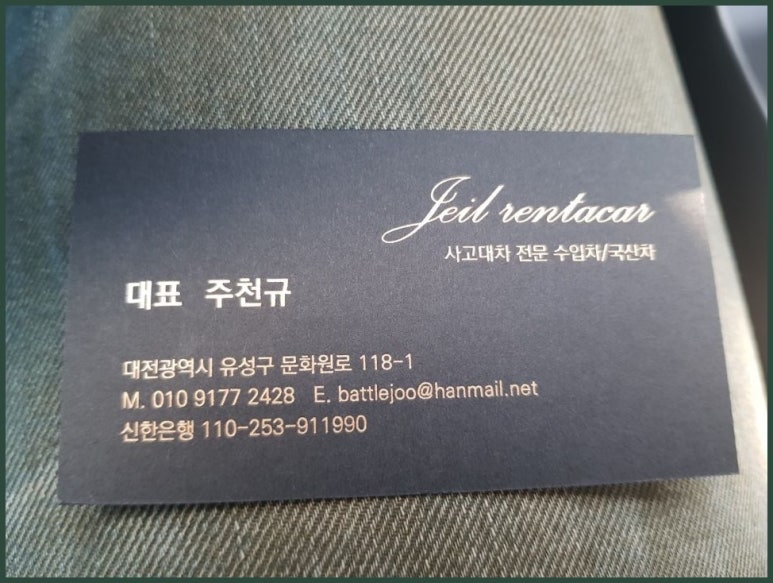 Jeil rentacar
사고대차 전문 수입차/국산차
대표 주천규
대전광역시 유성구 문화원로 118-1
M. 010 9177 2428 E. battlejoo@hanmail.net
신한은행 110-253-911990